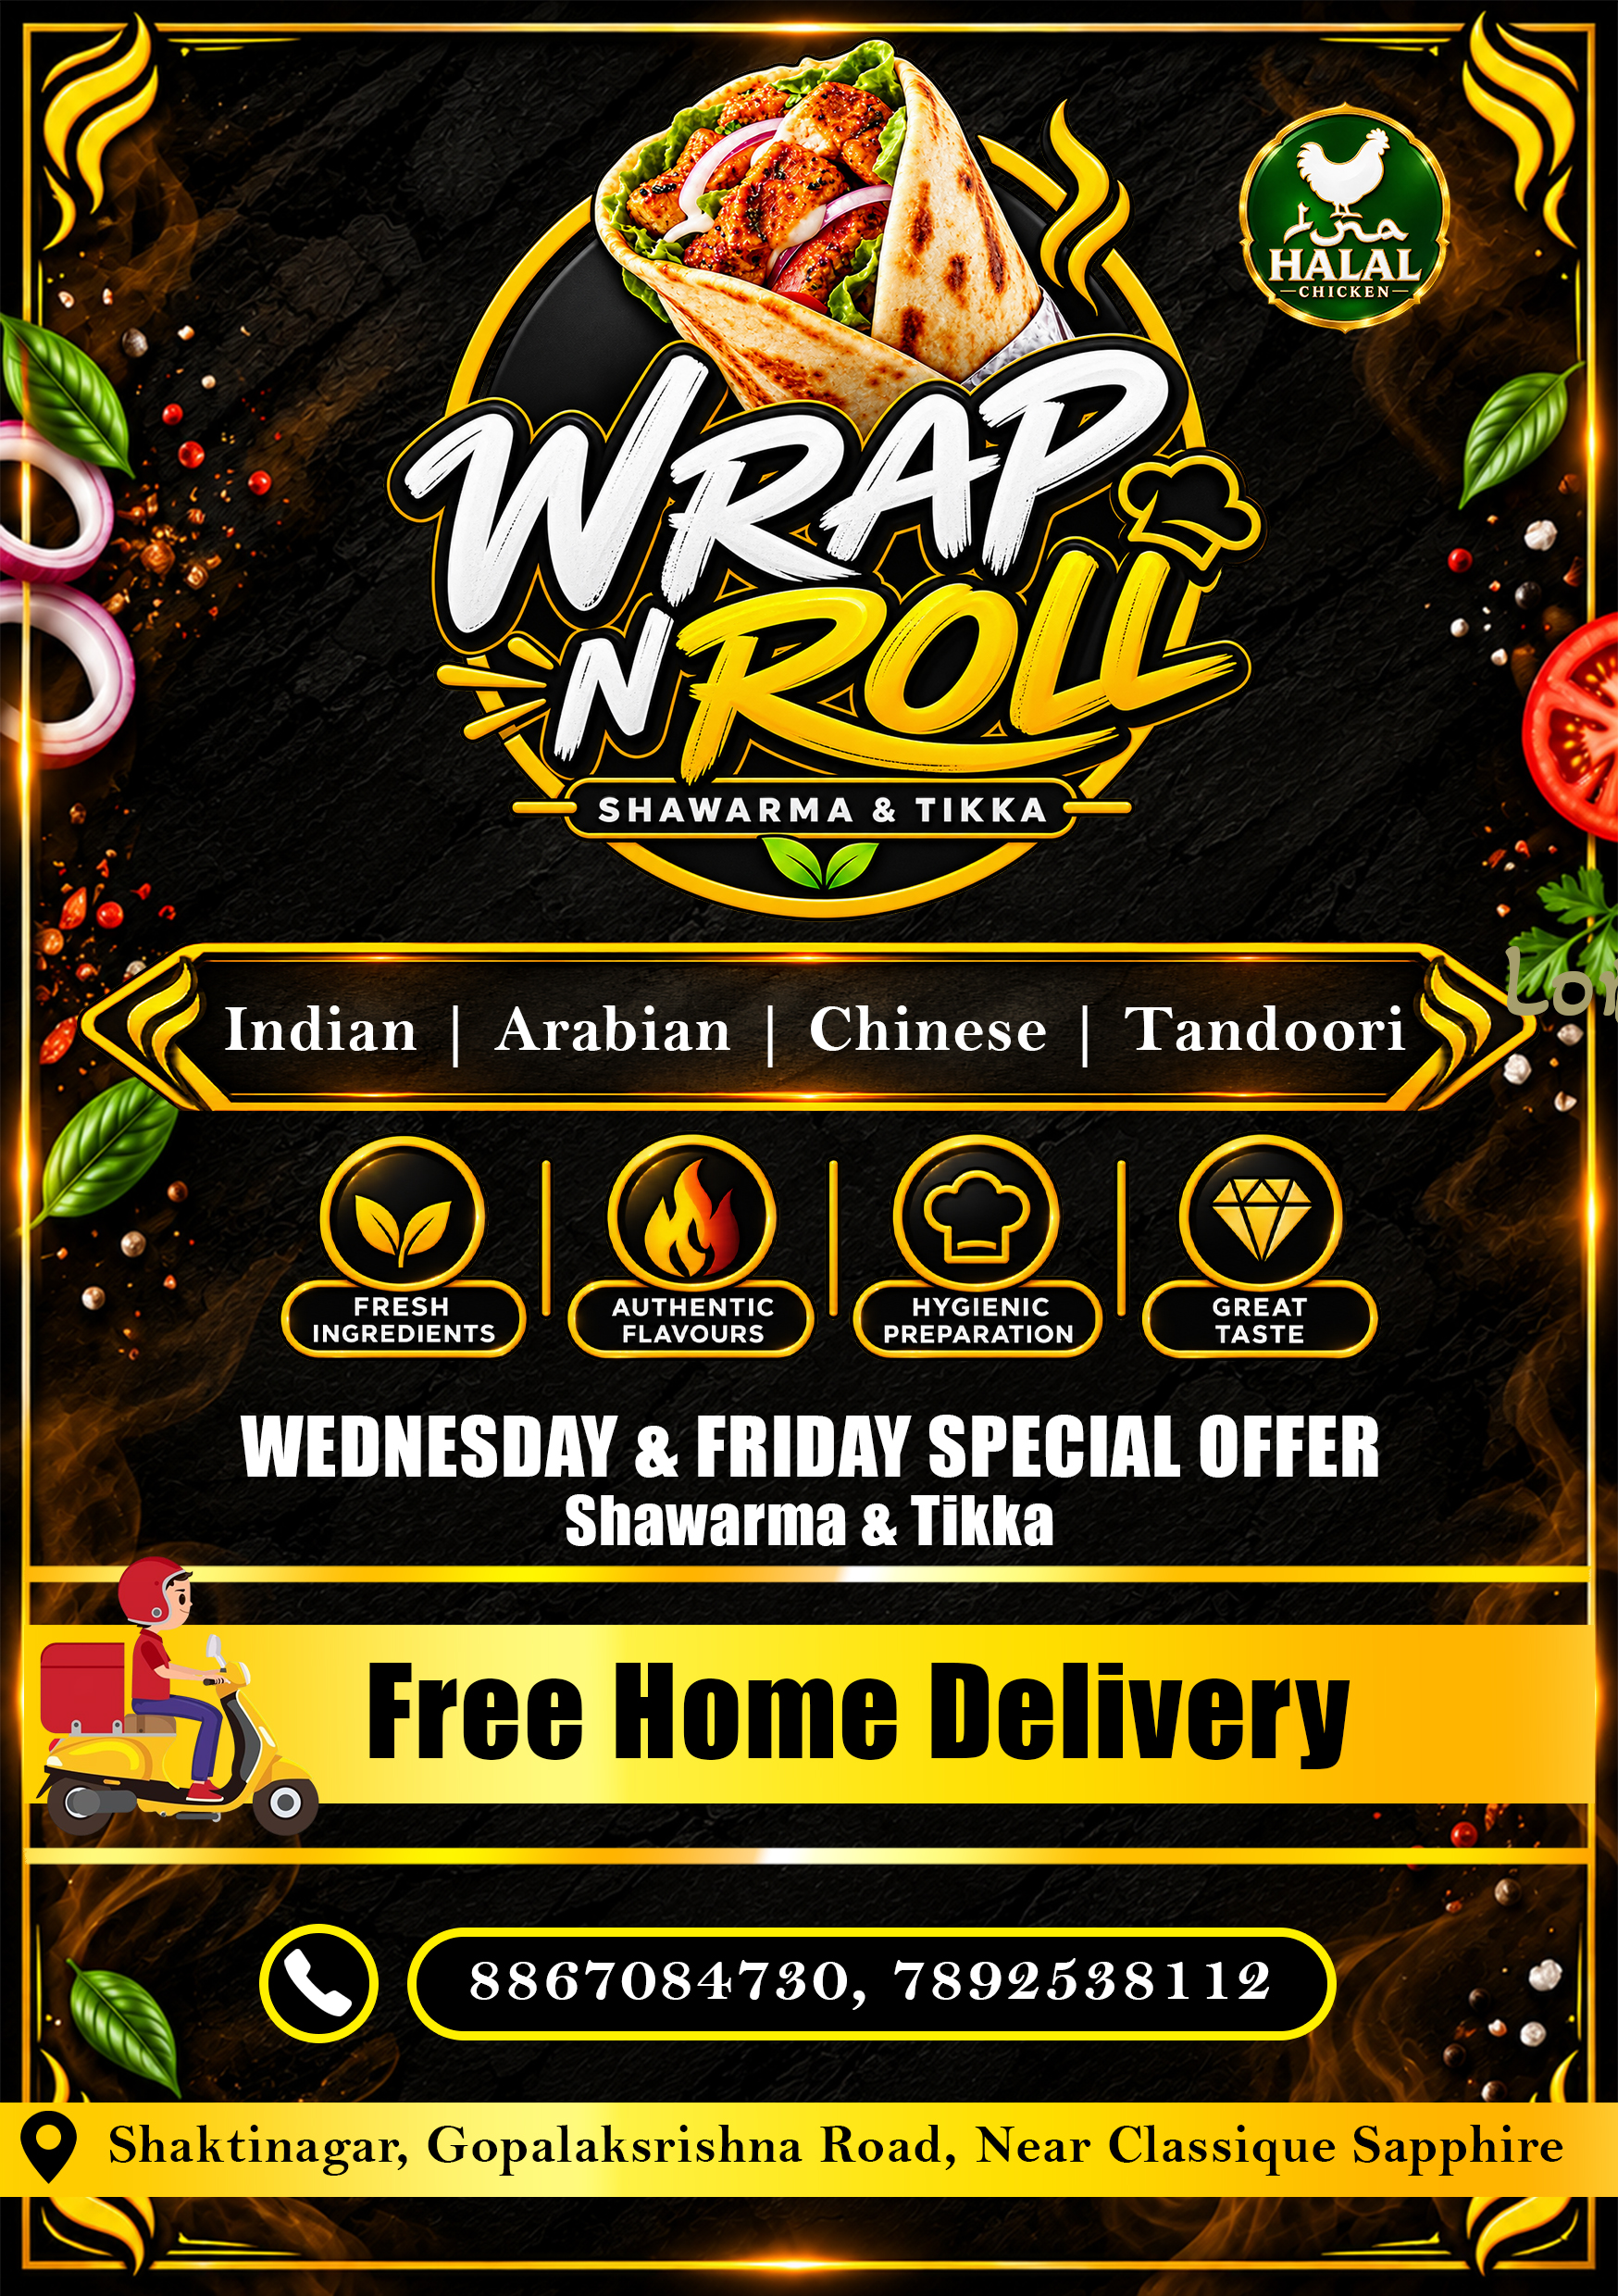 HALAL
CHICKEN
WRAP
N ROLL
SHAWARMA & TIKKA
Indian | Arabian | Chinese | Tandoori
FRESH
INGREDIENTS
AUTHENTIC
FLAVOURS
HYGIENIC
PREPARATION
GREAT
TASTE
WEDNESDAY & FRIDAY SPECIAL OFFER
Shawarma & Tikka
Free Home Delivery
8867084730, 7892538112
Shaktinagar, Gopalaksrishna Road, Near Classique Sapphire